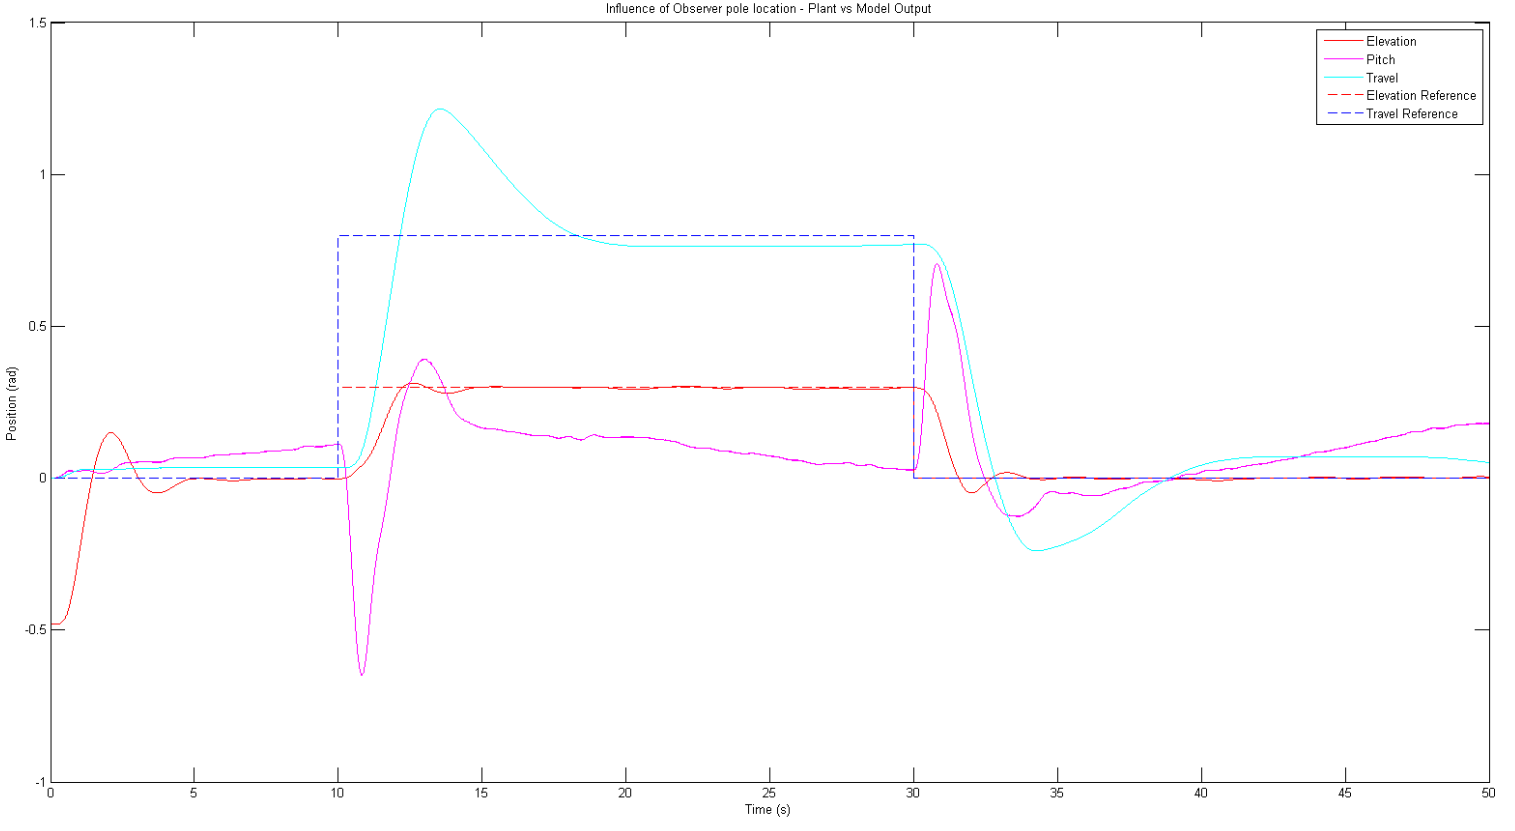 Influence of Observer pole location - Plant vs Model Output
Elevation
Pitch
Travel
Elevation Reference
Travel Reference
Position (rad)
1.5
1
0.5
0
-0.5
-1
0 5 10 15 20 25 30 35 40 45 50
Time (s)